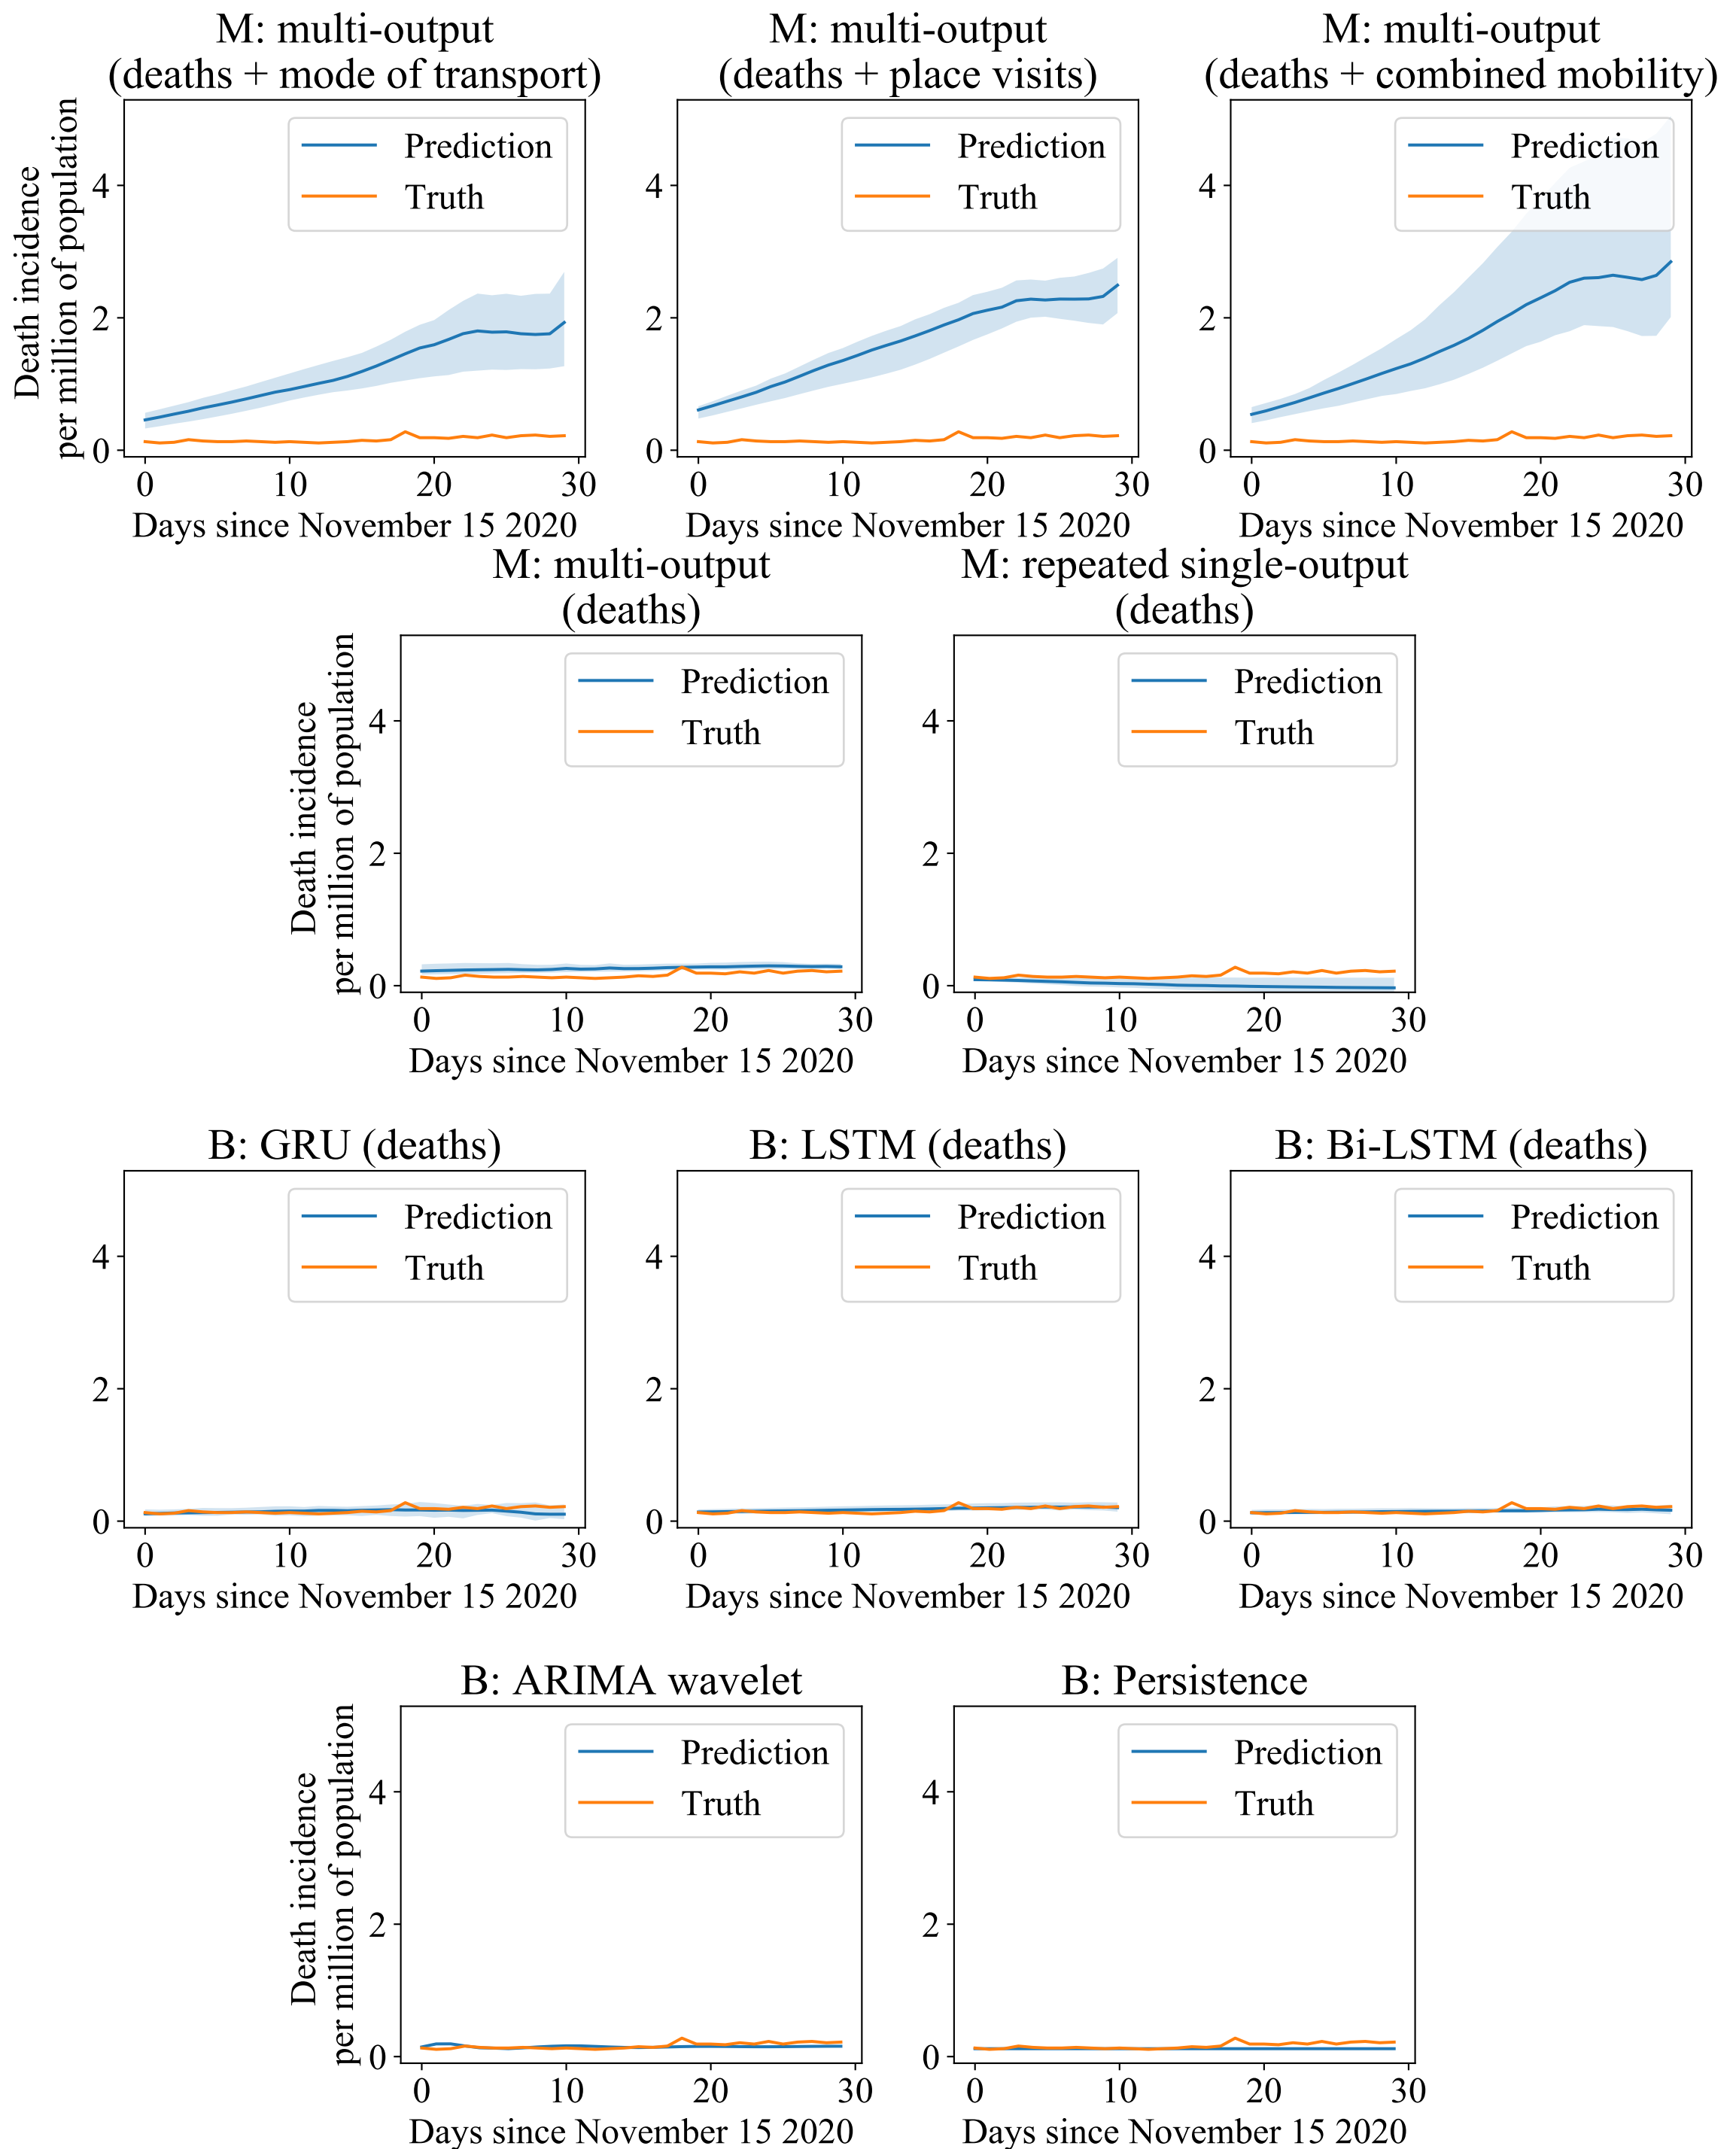 M: multi-output
(deaths + mode of transport)
M: multi-output
(deaths + place visits)
M: multi-output
(deaths + combined mobility)
Death incidence
per million of population
4
2
0
Prediction
Truth
0 10 20 30
Days since November 15 2020
4
2
0
Prediction
Truth
0 10 20 30
Days since November 15 2020
4
2
0
Prediction
Truth
0 10 20 30
Days since November 15 2020
M: multi-output
(deaths)
M: repeated single-output
(deaths)
Death incidence
per million of population
4
2
0
Prediction
Truth
0 10 20 30
Days since November 15 2020
4
2
0
Prediction
Truth
0 10 20 30
Days since November 15 2020
B: GRU (deaths)
B: LSTM (deaths)
B: Bi-LSTM (deaths)
4
2
0
Prediction
Truth
0 10 20 30
Days since November 15 2020
4
2
0
Prediction
Truth
0 10 20 30
Days since November 15 2020
4
2
0
Prediction
Truth
0 10 20 30
Days since November 15 2020
B: ARIMA wavelet
B: Persistence
Death incidence
per million of population
4
2
0
Prediction
Truth
0 10 20 30
Days since November 15 2020
4
2
0
Prediction
Truth
0 10 20 30
Days since November 15 2020